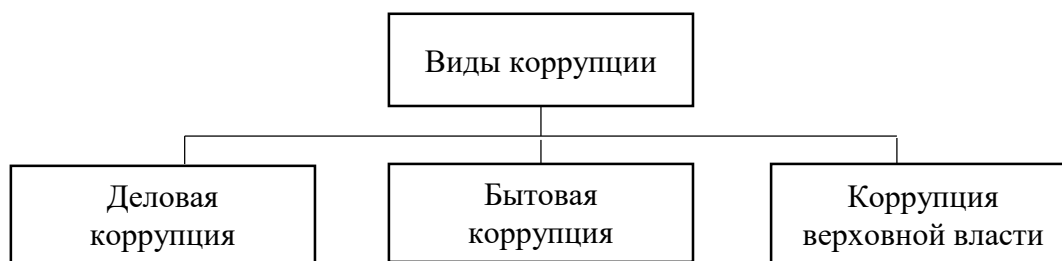 Виды коррупции
Деловая
коррупция
Бытовая
коррупция
Коррупция
верховной власти